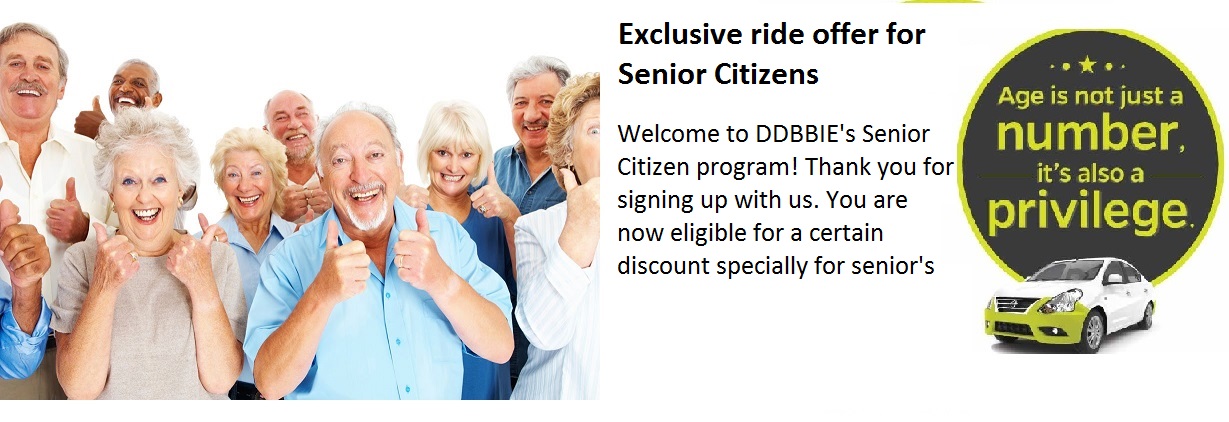 Exclusive ride offer for
Senior Citizens
Welcome to DDBBIE's Senior
Citizen program! Thank you for
signing up with us. You are
now eligible for a certain
discount specially for senior's
Age is not just a
number,
it's also a
privilege.